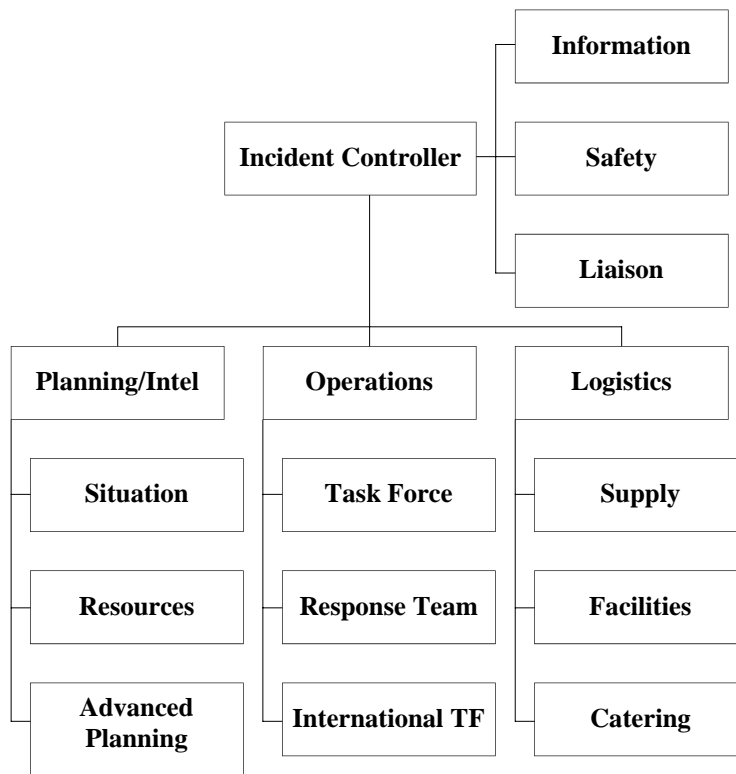 Information
Incident Controller
Safety
Liaison
Planning/Intel
Operations
Logistics
Situation
Task Force
Supply
Resources
Response Team
Facilities
Advanced
Planning
International TF
Catering